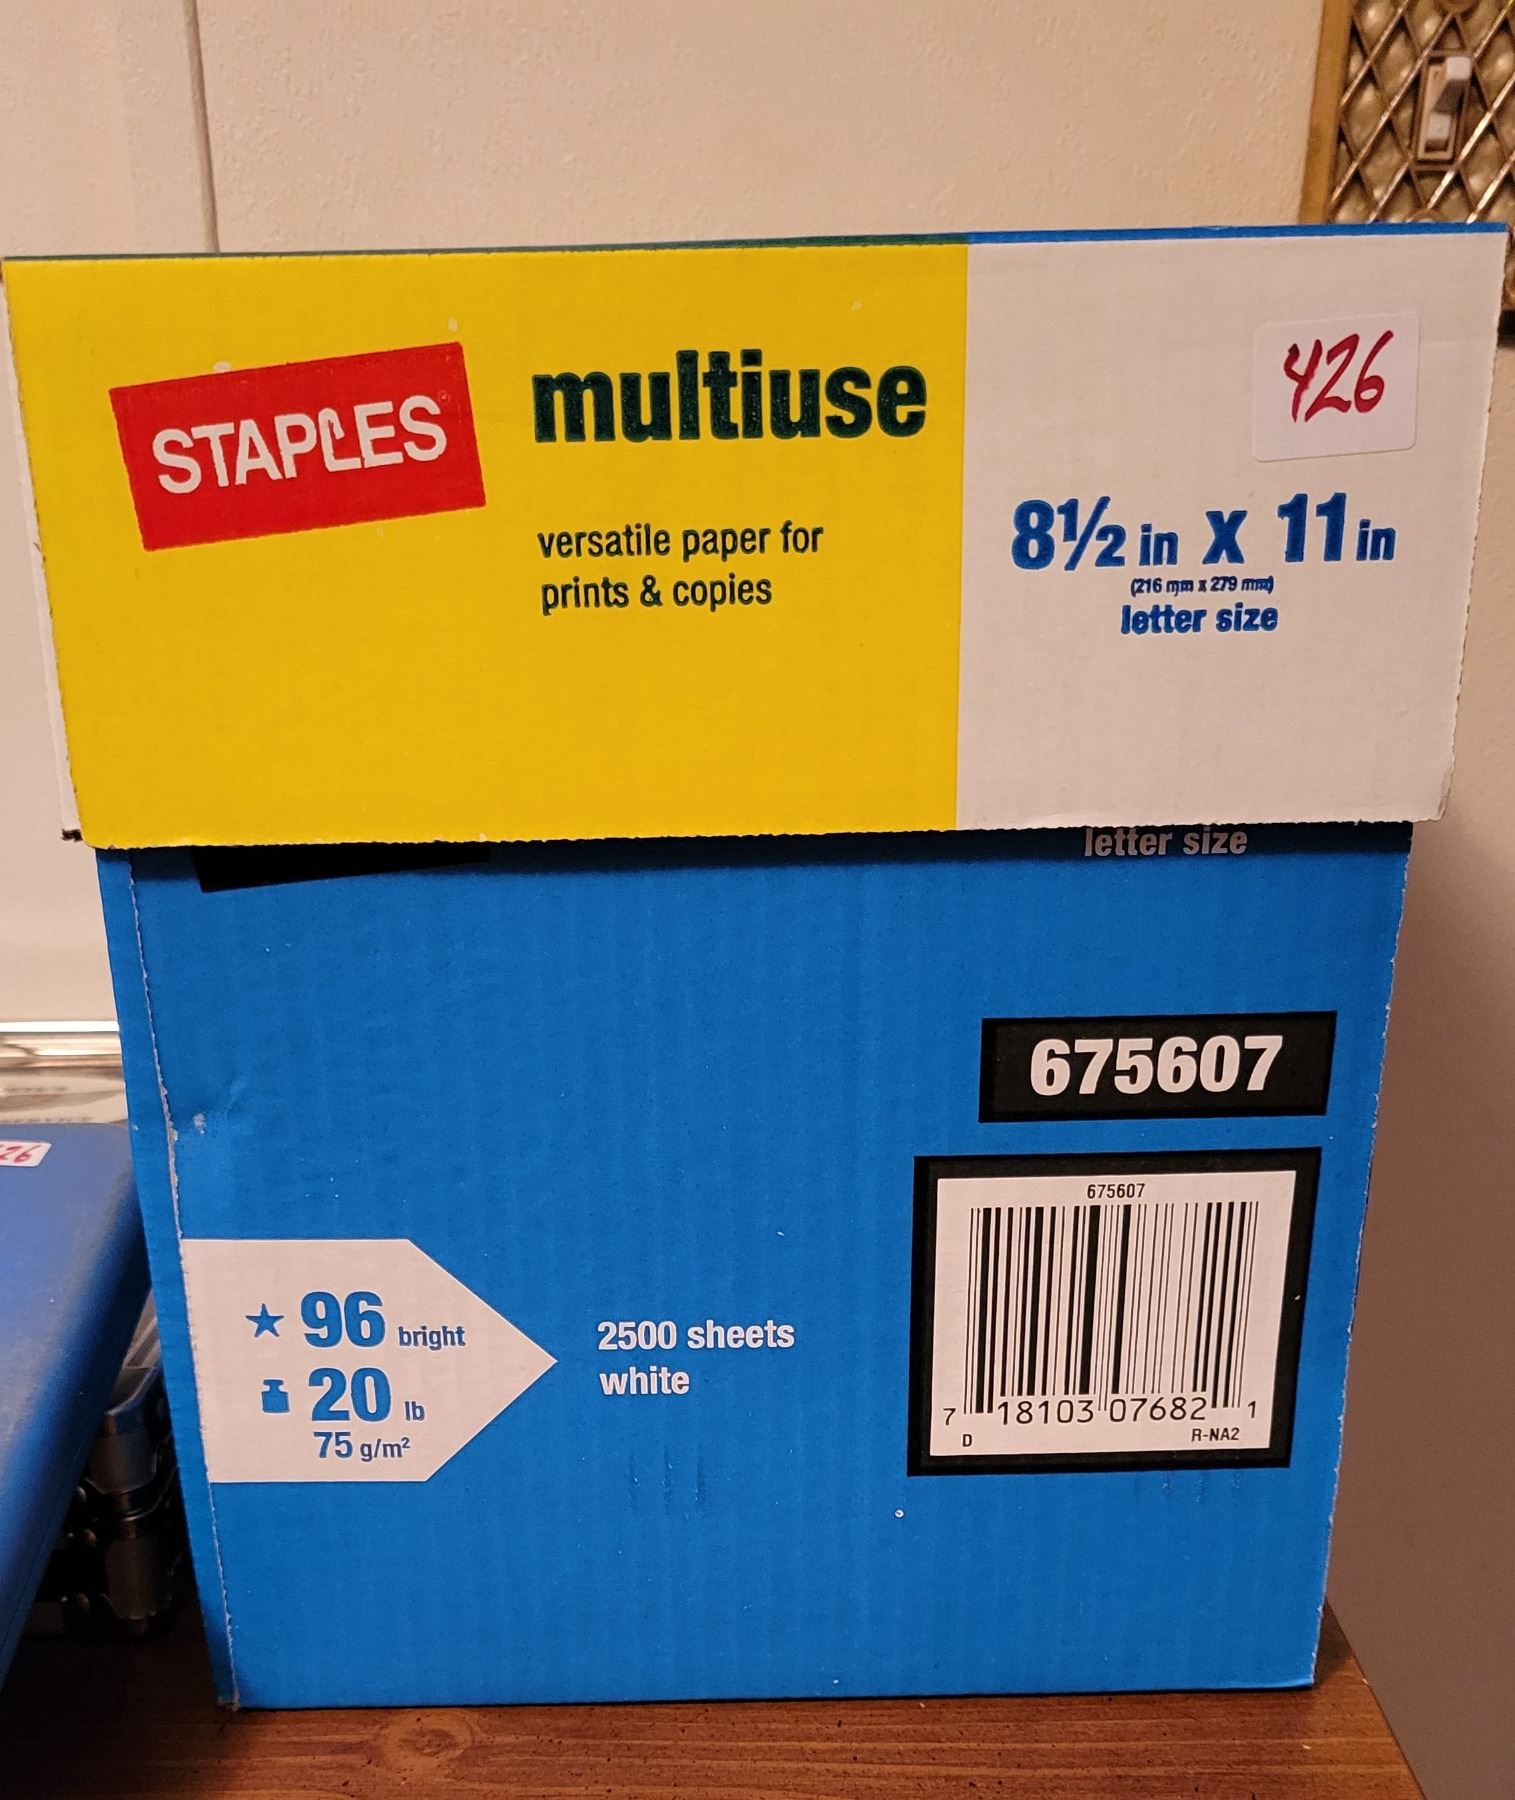 STAPLES
multiuse
versatile paper for
prints & copies
426
8½ in X 11 in
(216 mm x 279 mm)
letter size
letter size
675607
675607
7 18103 07682 1
D R-NA2
96 bright
20 lb
75 g/m²
2500 sheets
white
26